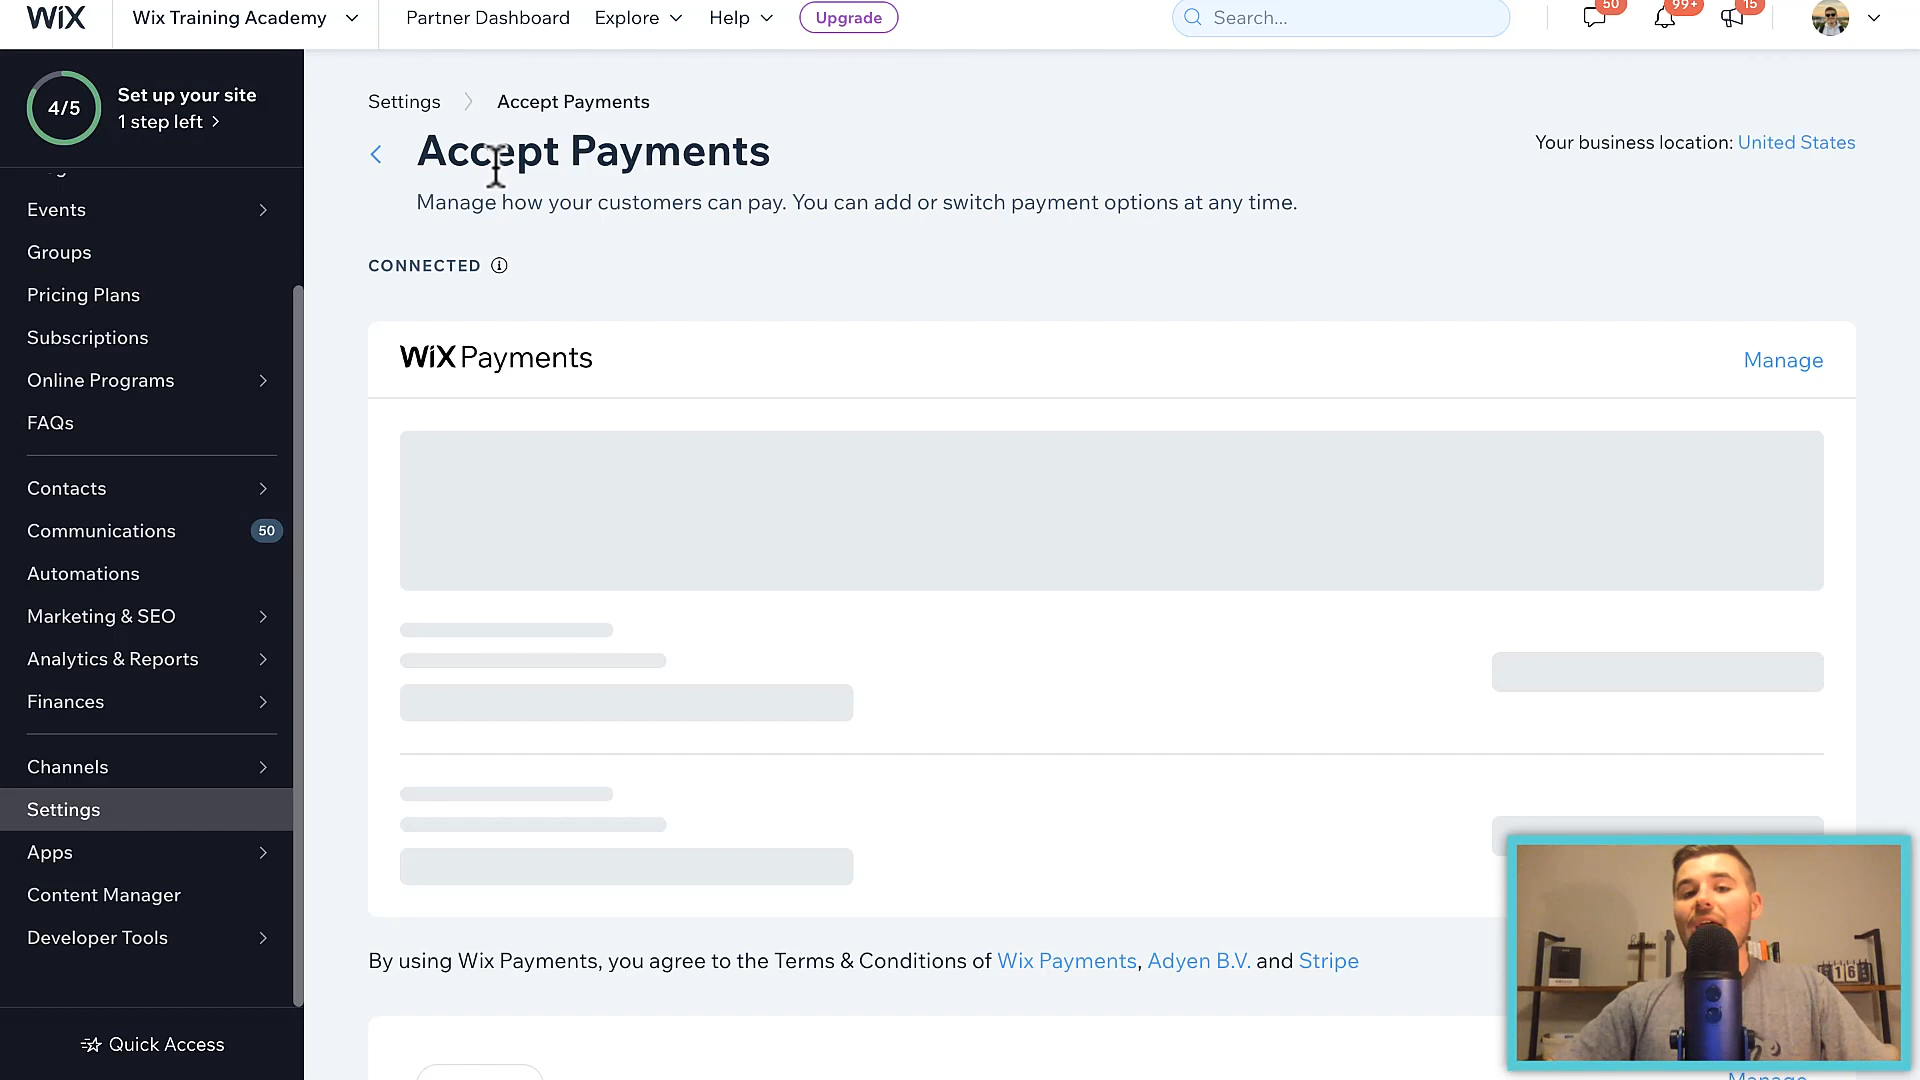 WIX
Wix Training Academy
Partner Dashboard
Explore
Help
Upgrade
Search...
50
99+
15
4/5
Set up your site
1 step left
Events
Groups
Pricing Plans
Subscriptions
Online Programs
FAQs
Contacts
Communications
50
Automations
Marketing & SEO
Analytics & Reports
Finances
Channels
Settings
Apps
Content Manager
Developer Tools
Quick Access
Settings
Accept Payments
Accept Payments
Your business location: United States
Manage how your customers can pay. You can add or switch payment options at any time.
CONNECTED
WIX Payments
Manage
By using Wix Payments, you agree to the Terms & Conditions of Wix Payments, Adyen B.V. and Stripe
Manage